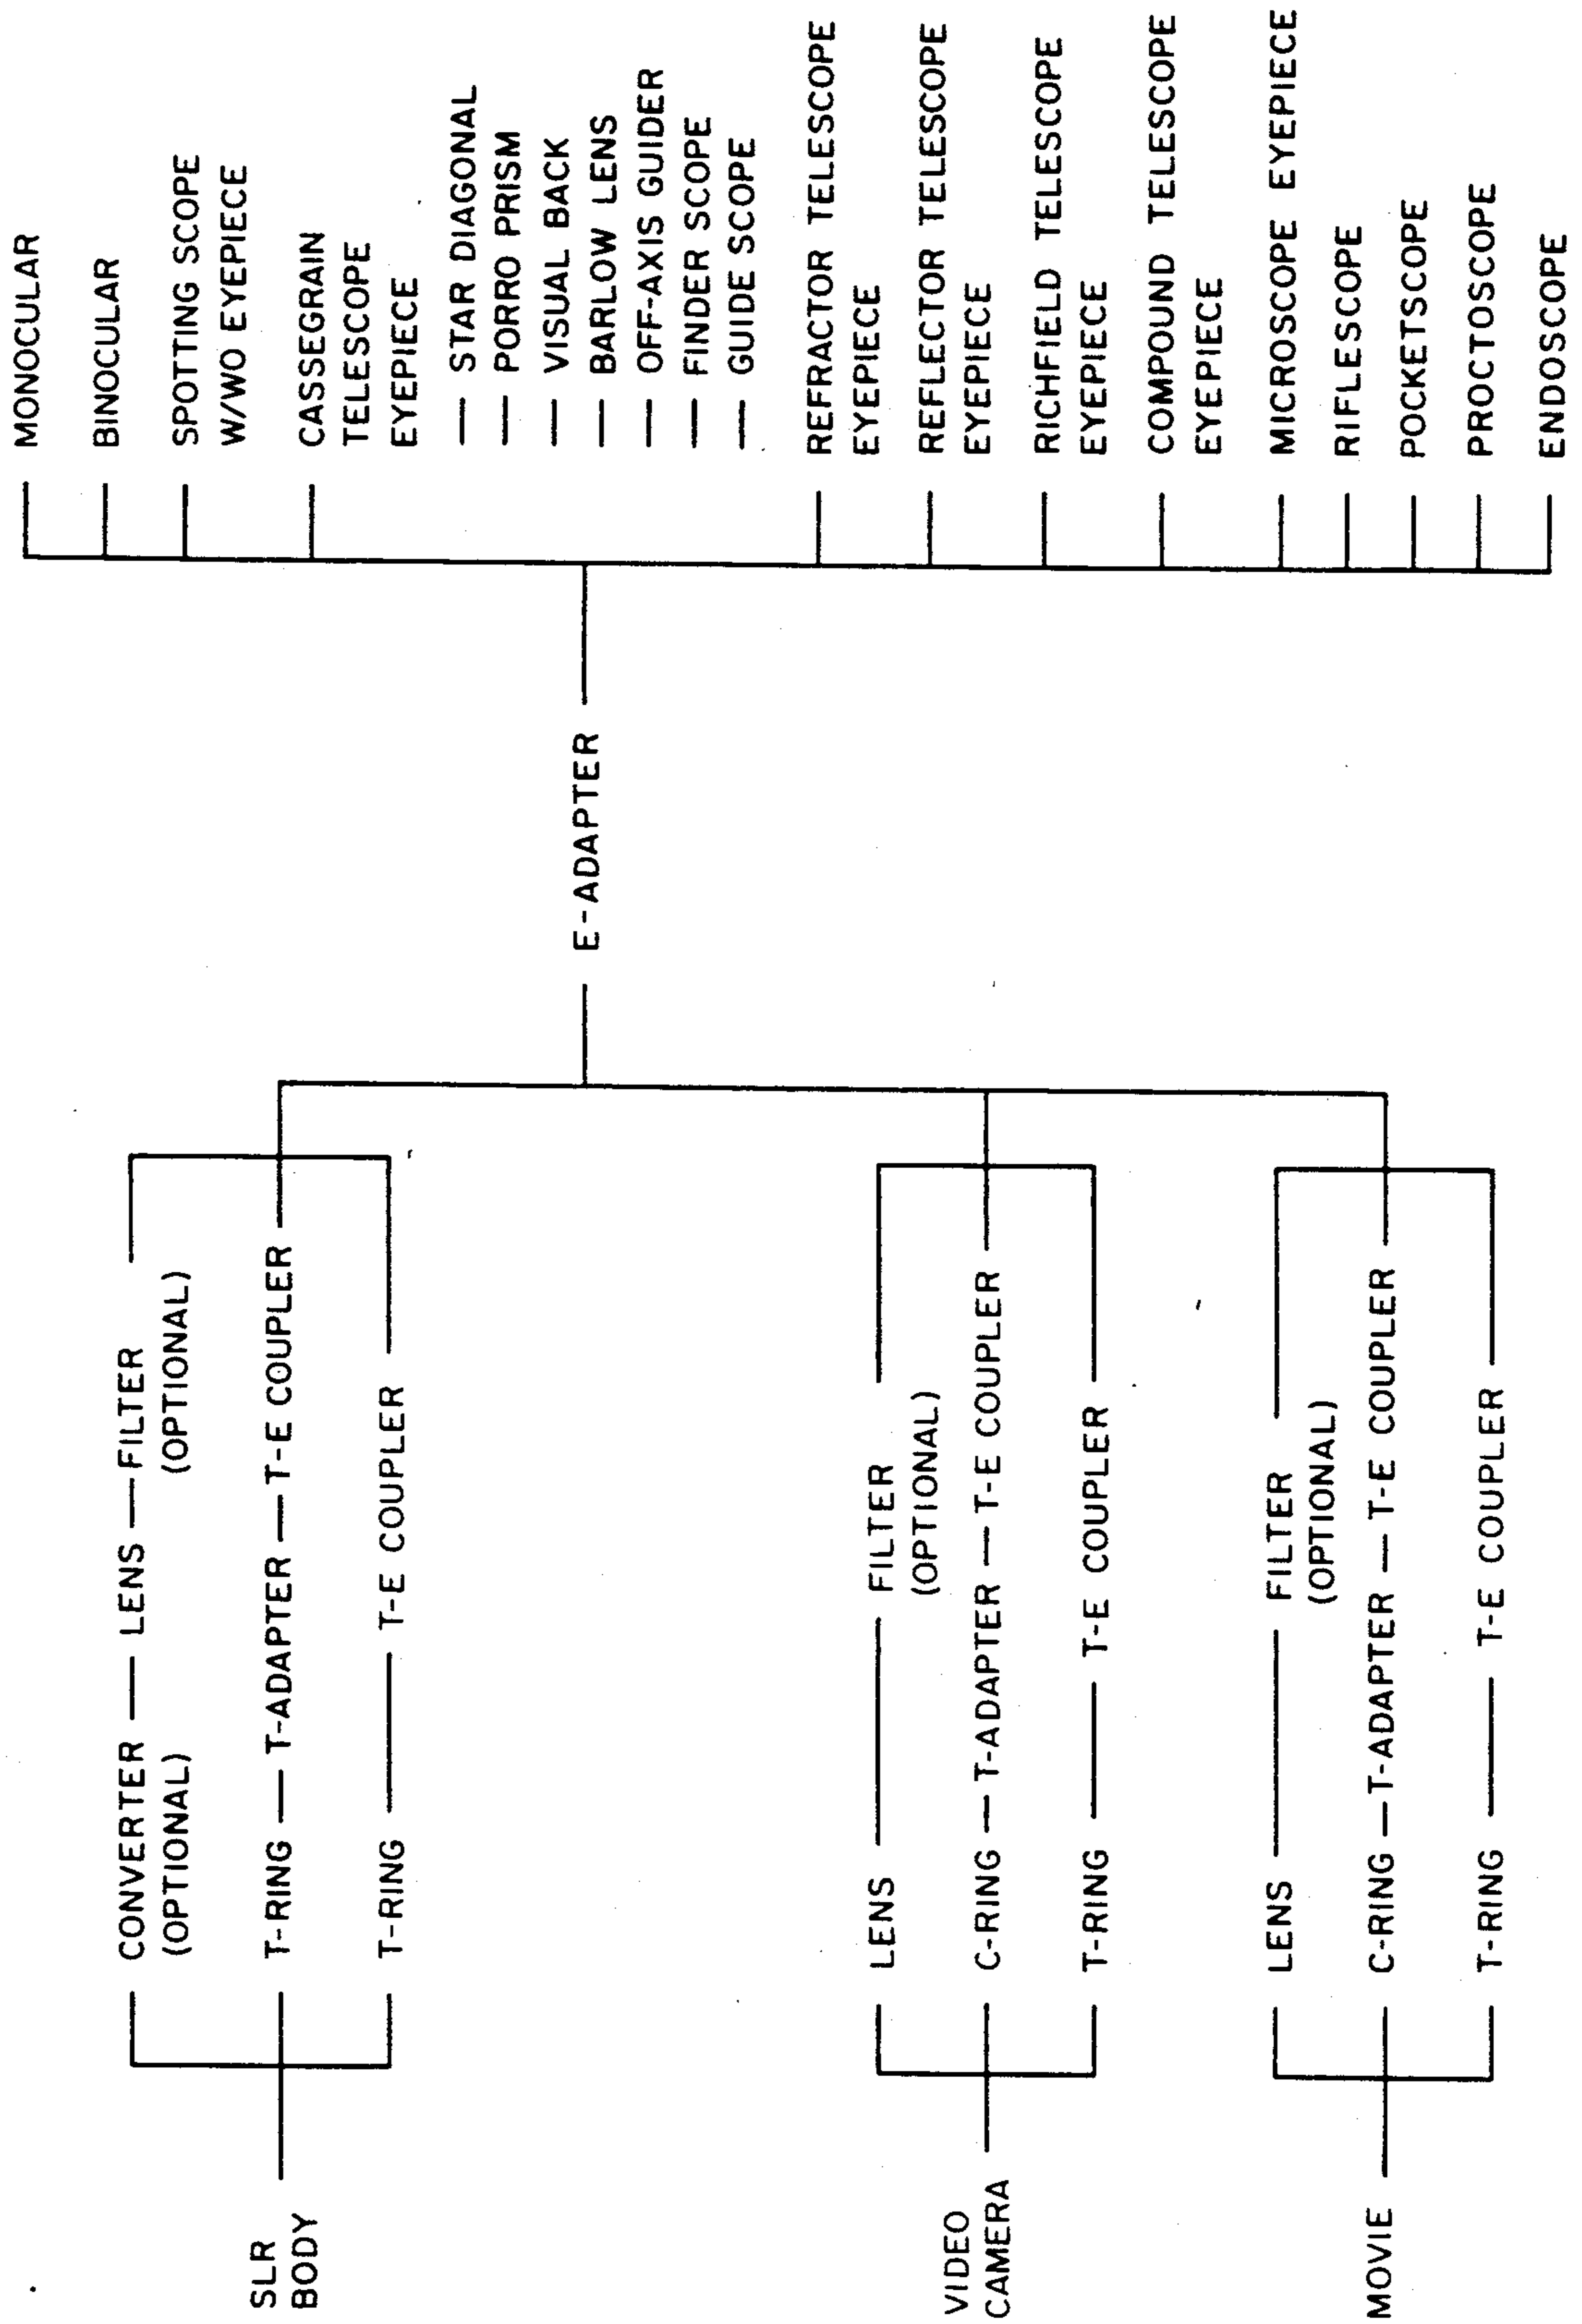 SLR
BODY
CONVERTER — LENS — FILTER
(OPTIONAL) (OPTIONAL)
T-RING — T-ADAPTER — T-E COUPLER
T-RING — T-E COUPLER
VIDEO
CAMERA
LENS — FILTER
(OPTIONAL)
C-RING — T-ADAPTER — T-E COUPLER
T-RING — T-E COUPLER
MOVIE
LENS — FILTER
(OPTIONAL)
C-RING — T-ADAPTER — T-E COUPLER
T-RING — T-E COUPLER
E-ADAPTER
MONOCULAR
BINOCULAR
SPOTTING SCOPE
W/WO EYEPIECE
CASSEGRAIN
TELESCOPE
EYEPIECE
— STAR DIAGONAL
— PORRO PRISM
— VISUAL BACK
— BARLOW LENS
— OFF-AXIS GUIDER
— FINDER SCOPE
— GUIDE SCOPE
REFRACTOR TELESCOPE
EYEPIECE
REFLECTOR TELESCOPE
EYEPIECE
RICHFIELD TELESCOPE
EYEPIECE
COMPOUND TELESCOPE
EYEPIECE
MICROSCOPE EYEPIECE
RIFLESCOPE
POCKETSCOPE
PROCTOSCOPE
ENDOSCOPE